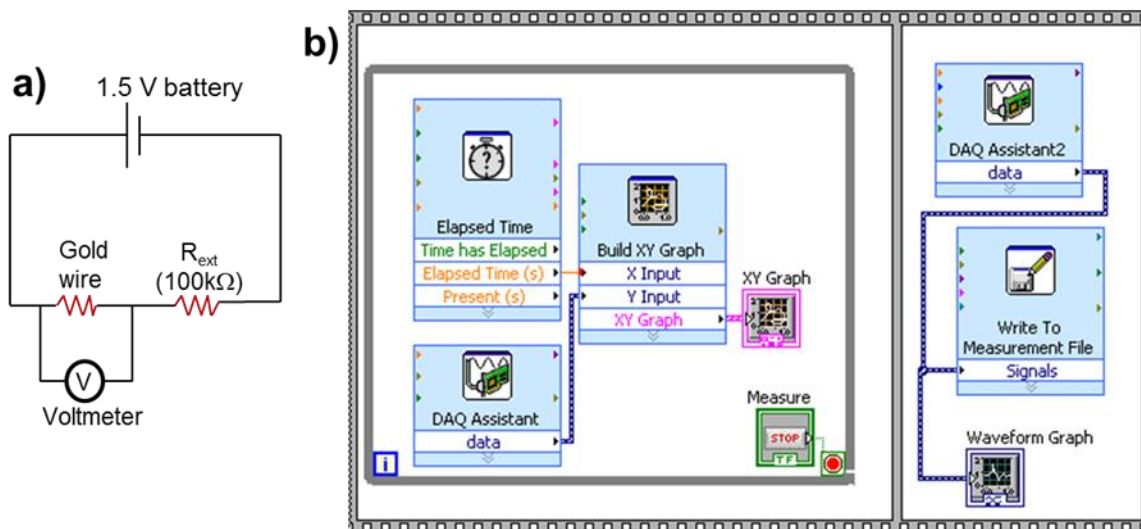 a)
1.5 V battery
Gold
wire
R_ext
(100kΩ)
V
Voltmeter
b)
?
Elapsed Time
Time has Elapsed
Elapsed Time (s)
Present (s)
Build XY Graph
X Input
Y Input
XY Graph
XY Graph
DAQ Assistant
data
Measure
STOP
TF
i
DAQ Assistant2
data
Write To
Measurement File
Signals
Waveform Graph